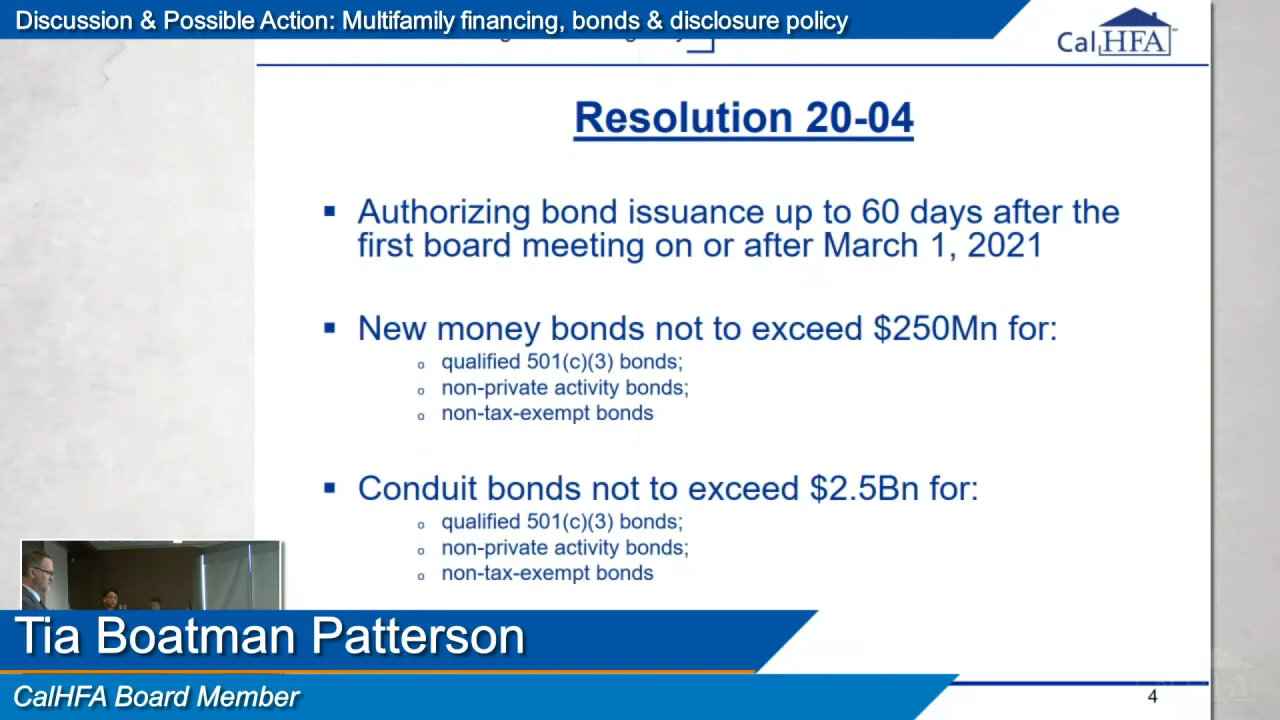 Discussion & Possible Action: Multifamily financing, bonds & disclosure policy
CalHFA
Resolution 20-04
▪ Authorizing bond issuance up to 60 days after the
first board meeting on or after March 1, 2021
▪ New money bonds not to exceed $250Mn for:
o qualified 501(c)(3) bonds;
o non-private activity bonds;
o non-tax-exempt bonds
▪ Conduit bonds not to exceed $2.5Bn for:
o qualified 501(c)(3) bonds;
o non-private activity bonds;
o non-tax-exempt bonds
Tia Boatman Patterson
CalHFA Board Member
4